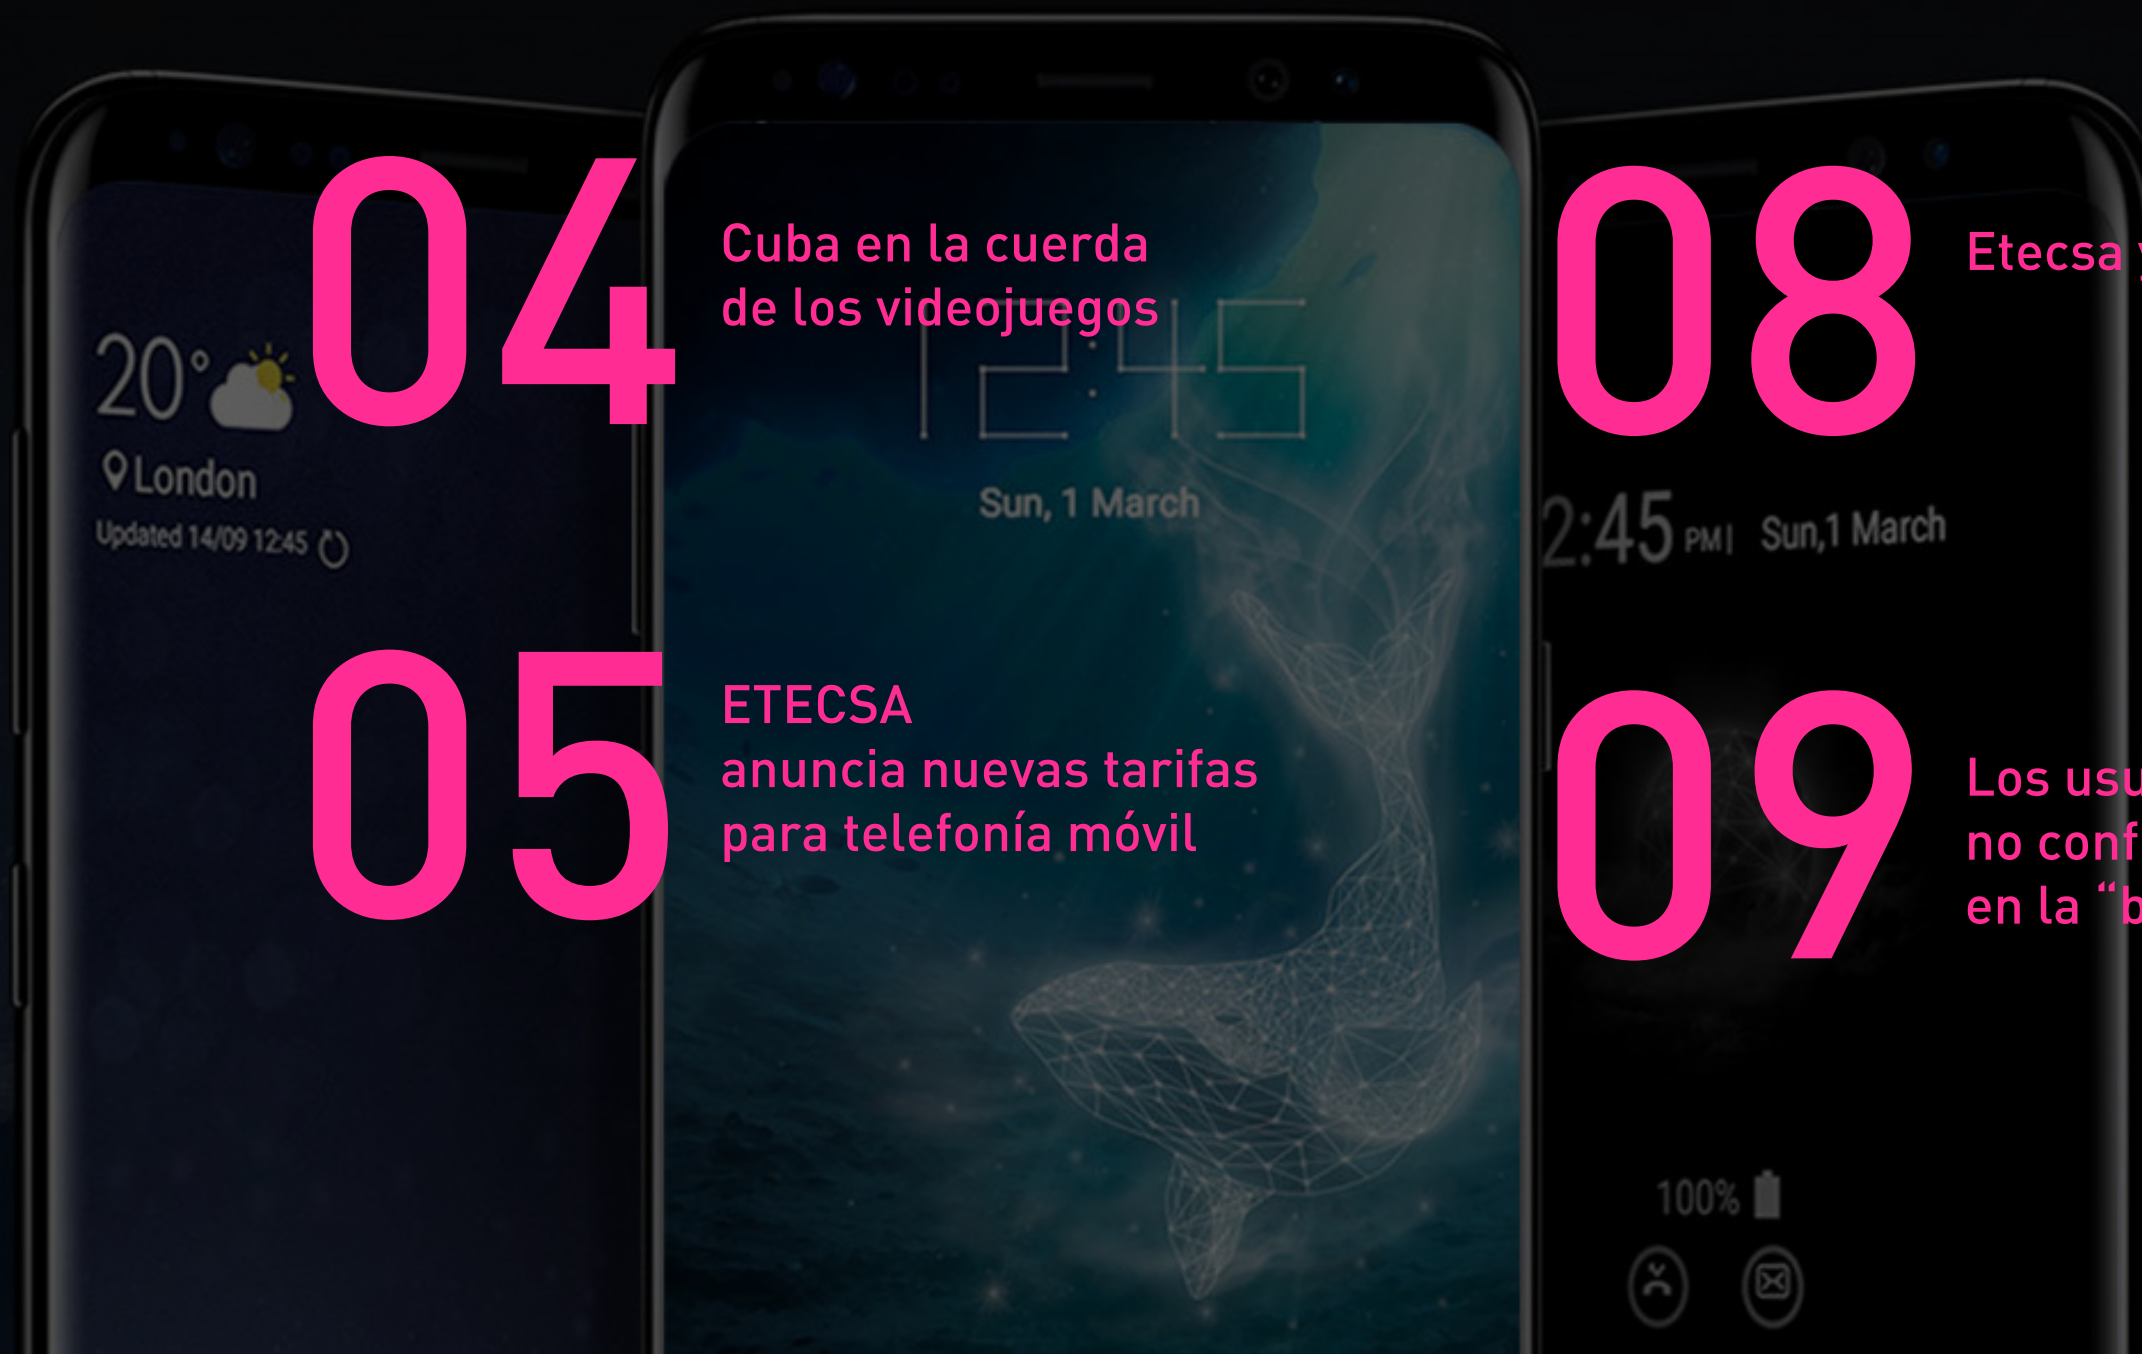 04
Cuba en la cuerda
de los videojuegos
05
ETECSA
anuncia nuevas tarifas
para telefonía móvil
08
Etecsa
09
Los
no
en la
20°
London
Updated 14/09 12:45
12:45
Sun, 1 March
2:45 PM| Sun,1 March
100%